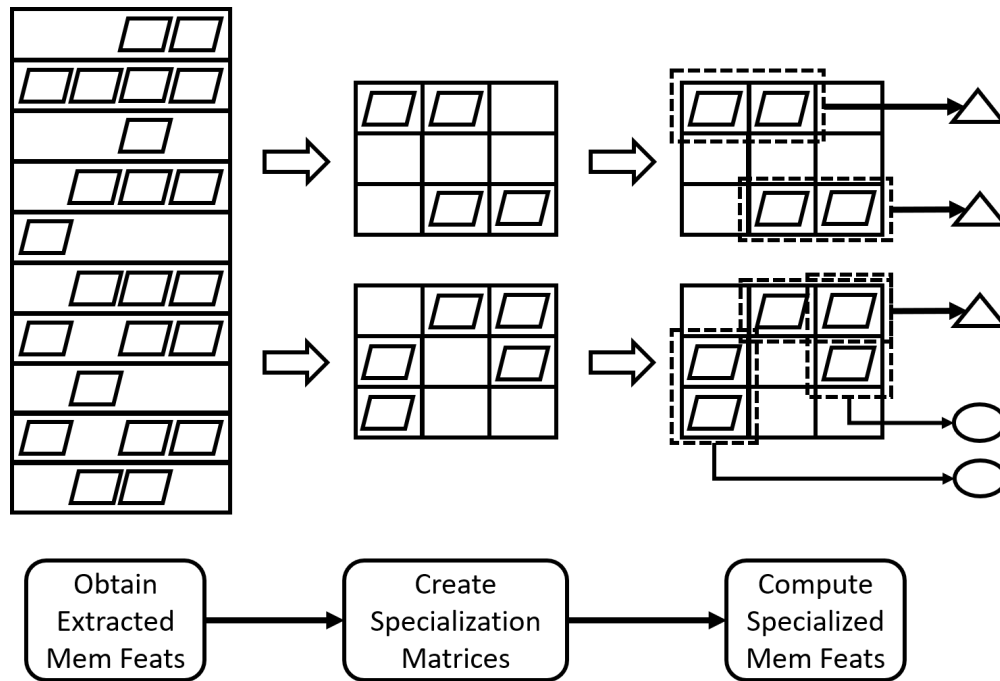 Obtain
Extracted
Mem Feats
Create
Specialization
Matrices
Compute
Specialized
Mem Feats